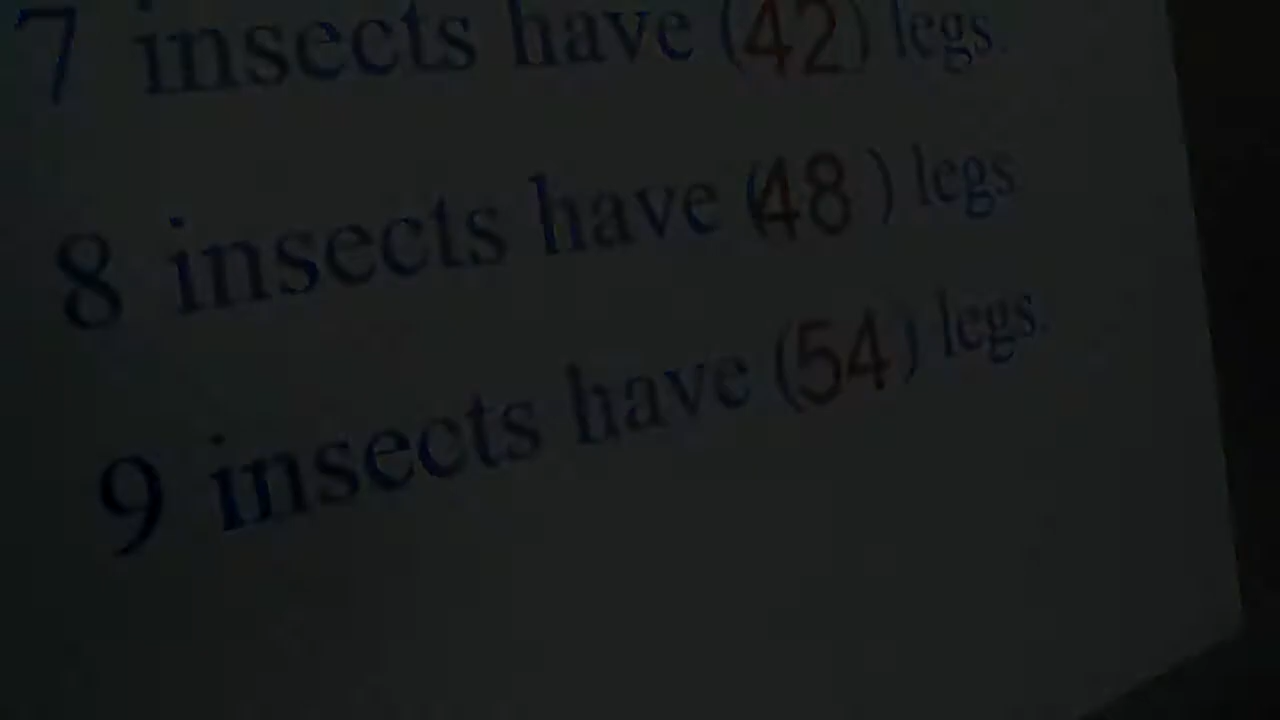 7 insects have (42) legs.
8 insects have (48) legs
9 insects have (54) legs.